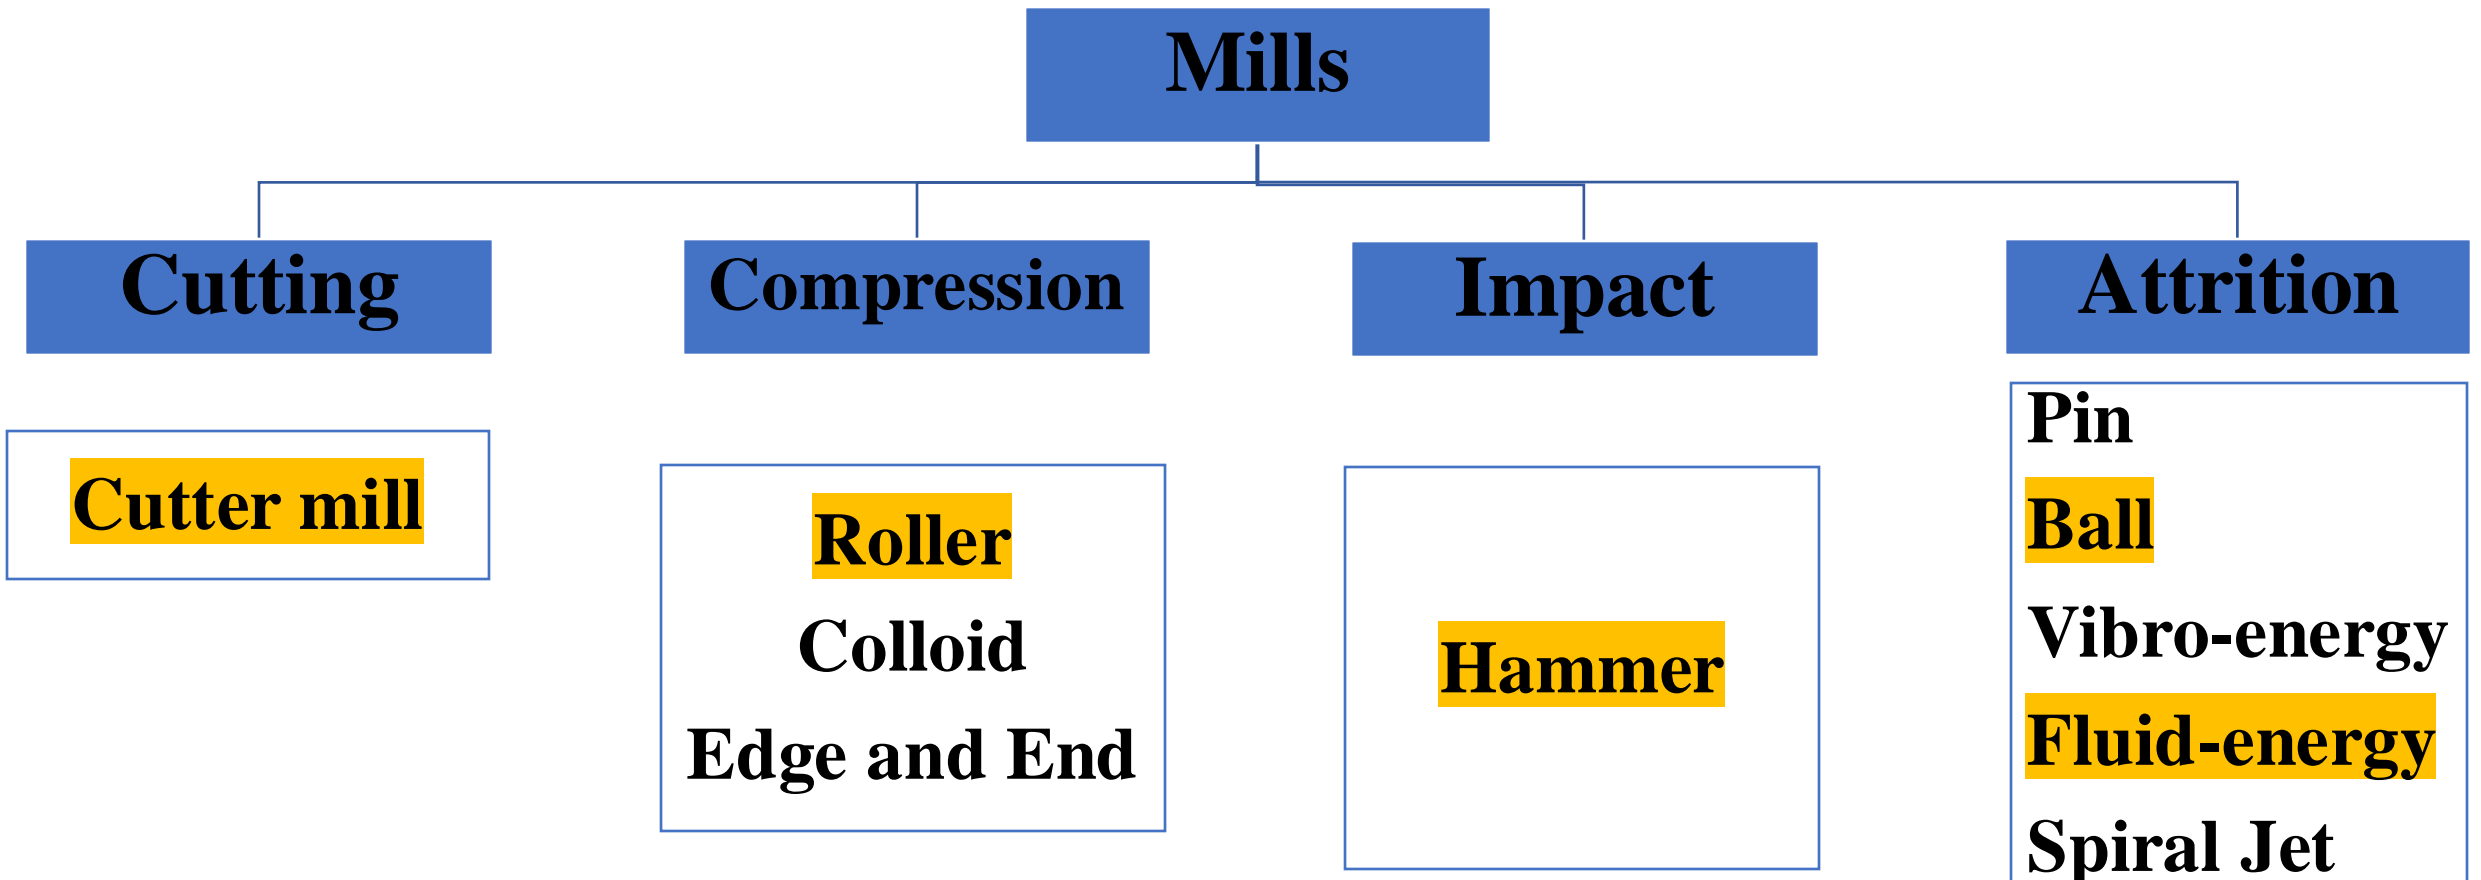 Mills
Cutting
Compression
Impact
Attrition
Cutter mill
Roller
Colloid
Edge and End
Hammer
Pin
Ball
Vibro-energy
Fluid-energy
Spiral Jet